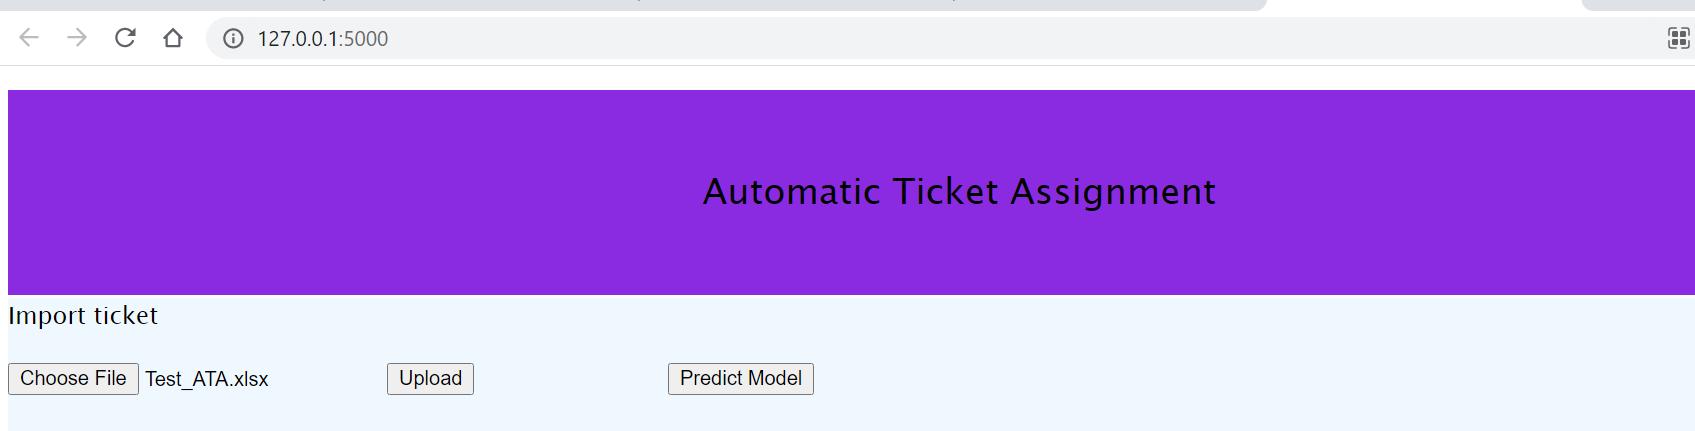 127.0.0.1:5000
Automatic Ticket Assignment
Import ticket
Choose File Test_ATA.xlsx Upload Predict Model